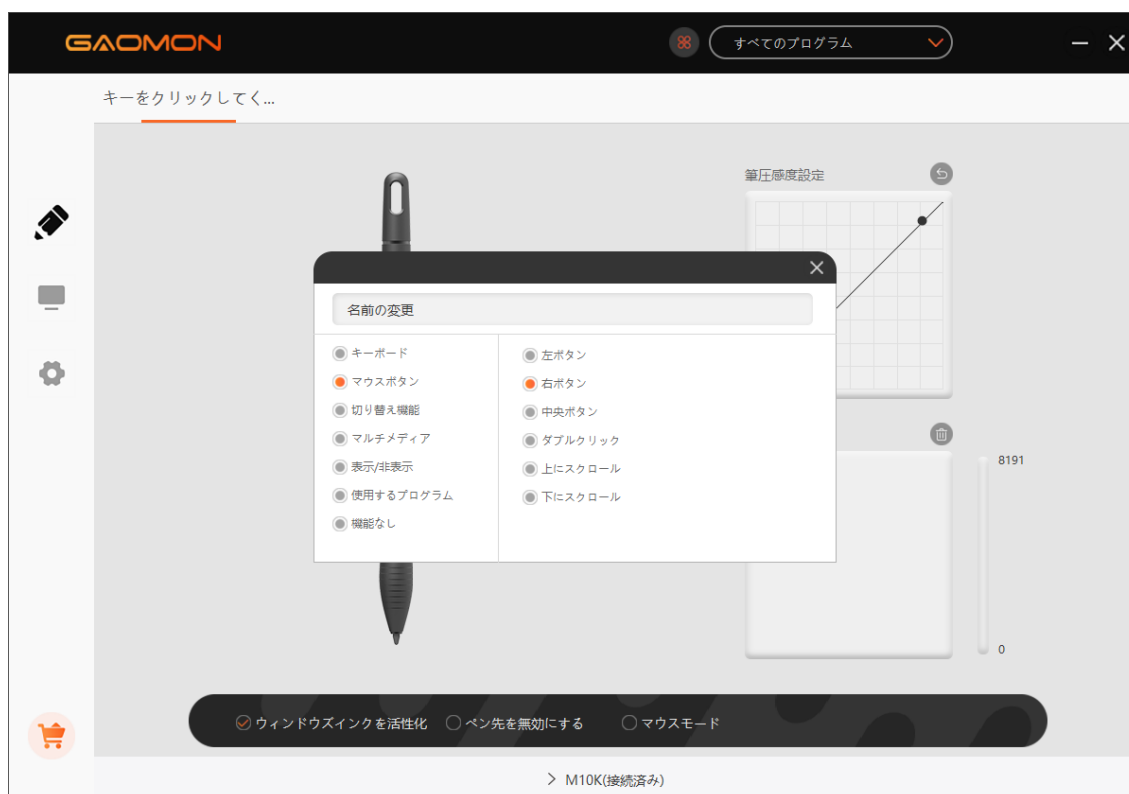 GAOMON
すべてのプログラム
キーをクリックしてく...
筆圧感度設定
名前の変更
キーボード
マウスボタン
切り替え機能
マルチメディア
表示/非表示
使用するプログラム
機能なし
左ボタン
右ボタン
中央ボタン
ダブルクリック
上にスクロール
下にスクロール
8191
0
ウィンドウズインクを活性化
ペン先を無効にする
マウスモード
M10K(接続済み)